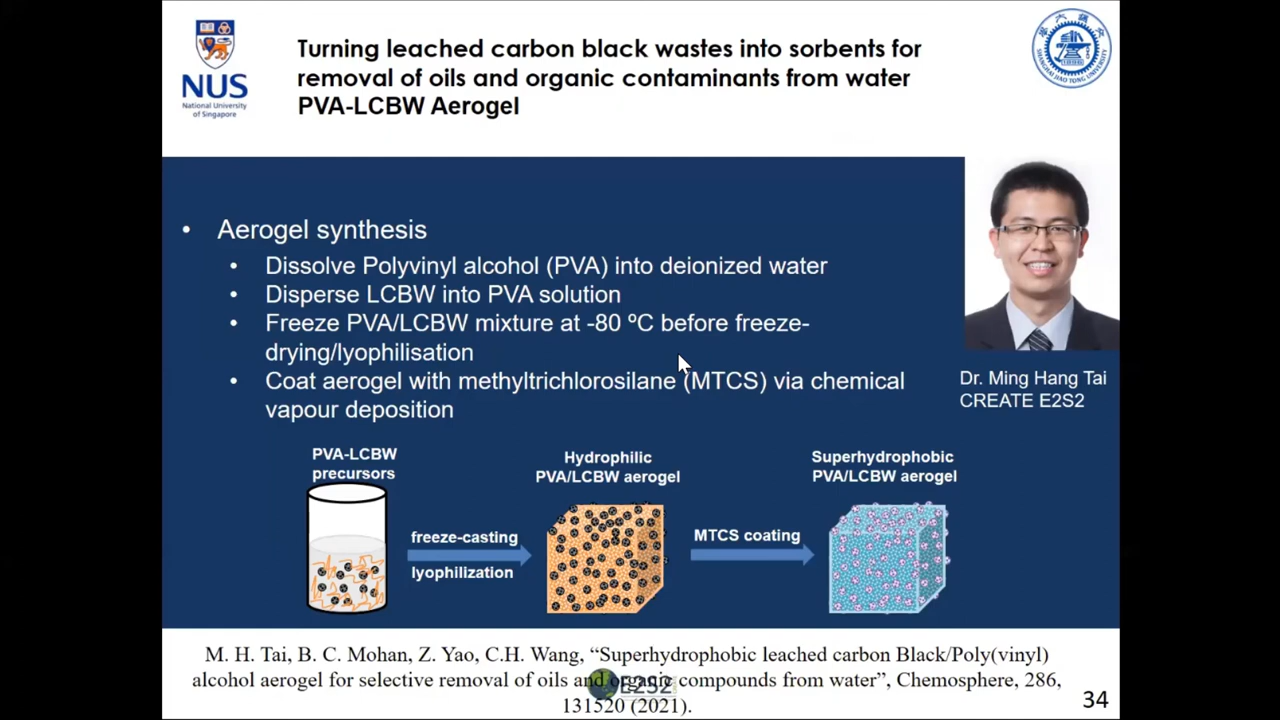 NUS
National University
of Singapore
Turning leached carbon black wastes into sorbents for
removal of oils and organic contaminants from water
PVA-LCBW Aerogel
• Aerogel synthesis
• Dissolve Polyvinyl alcohol (PVA) into deionized water
• Disperse LCBW into PVA solution
• Freeze PVA/LCBW mixture at -80 ºC before freeze-
drying/lyophilisation
• Coat aerogel with methyltrichlorosilane (MTCS) via chemical
vapour deposition
Dr. Ming Hang Tai
CREATE E2S2
PVA-LCBW
precursors
freeze-casting
lyophilization
Hydrophilic
PVA/LCBW aerogel
MTCS coating
Superhydrophobic
PVA/LCBW aerogel
M. H. Tai, B. C. Mohan, Z. Yao, C.H. Wang, “Superhydrophobic leached carbon Black/Poly(vinyl)
alcohol aerogel for selective removal of oils and organic compounds from water”, Chemosphere, 286,
131520 (2021).
E2S2
34